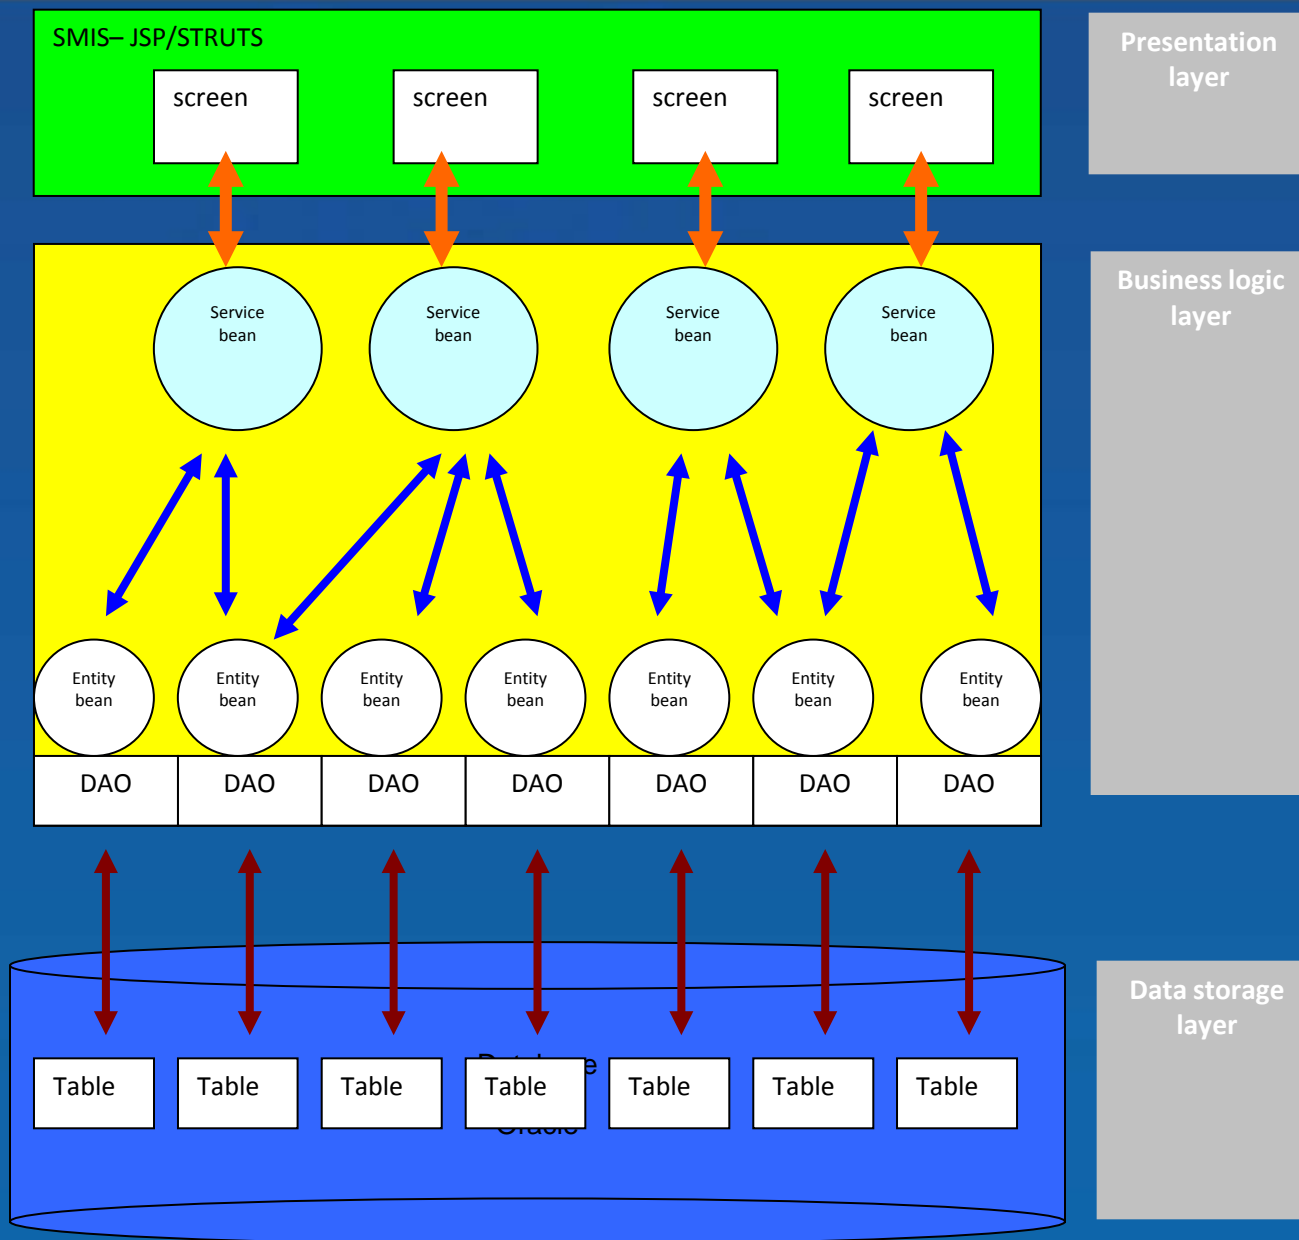 SMIS– JSP/STRUTS
Presentation
layer
screen
screen
screen
screen
Business logic
layer
Service
bean
Service
bean
Service
bean
Service
bean
Entity
bean
Entity
bean
Entity
bean
Entity
bean
Entity
bean
Entity
bean
Entity
bean
DAO
DAO
DAO
DAO
DAO
DAO
DAO
Data storage
layer
Table
Table
Table
Table
Table
Table
Table